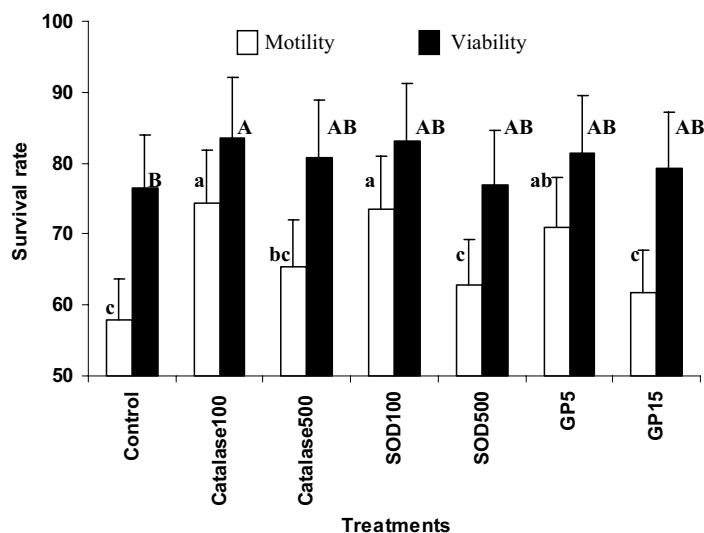 100
Motility Viability
90
A AB AB AB AB AB
80
B a a ab
70
bc c c
60
c
50
Survival rate
Control Catalase100 Catalase500 SOD100 SOD500 GP5 GP15
Treatments